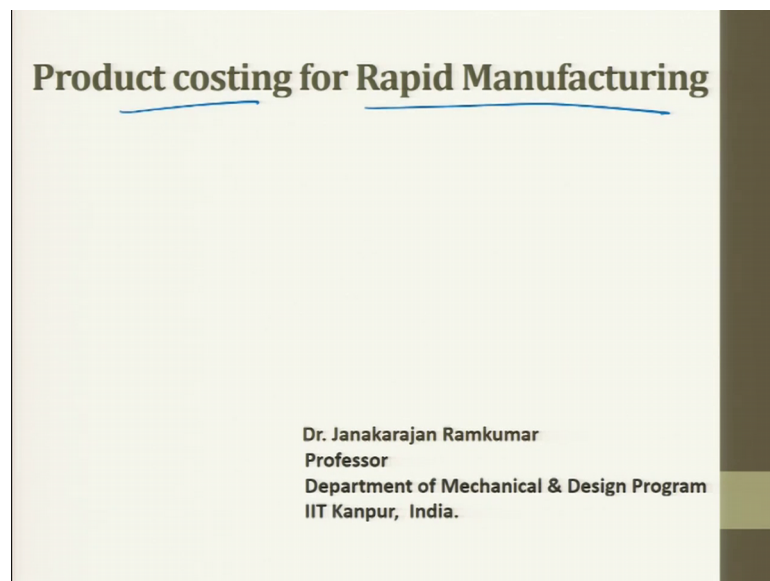 Product costing for Rapid Manufacturing
Dr. Janakarajan Ramkumar
Professor
Department of Mechanical & Design Program
IIT Kanpur, India.